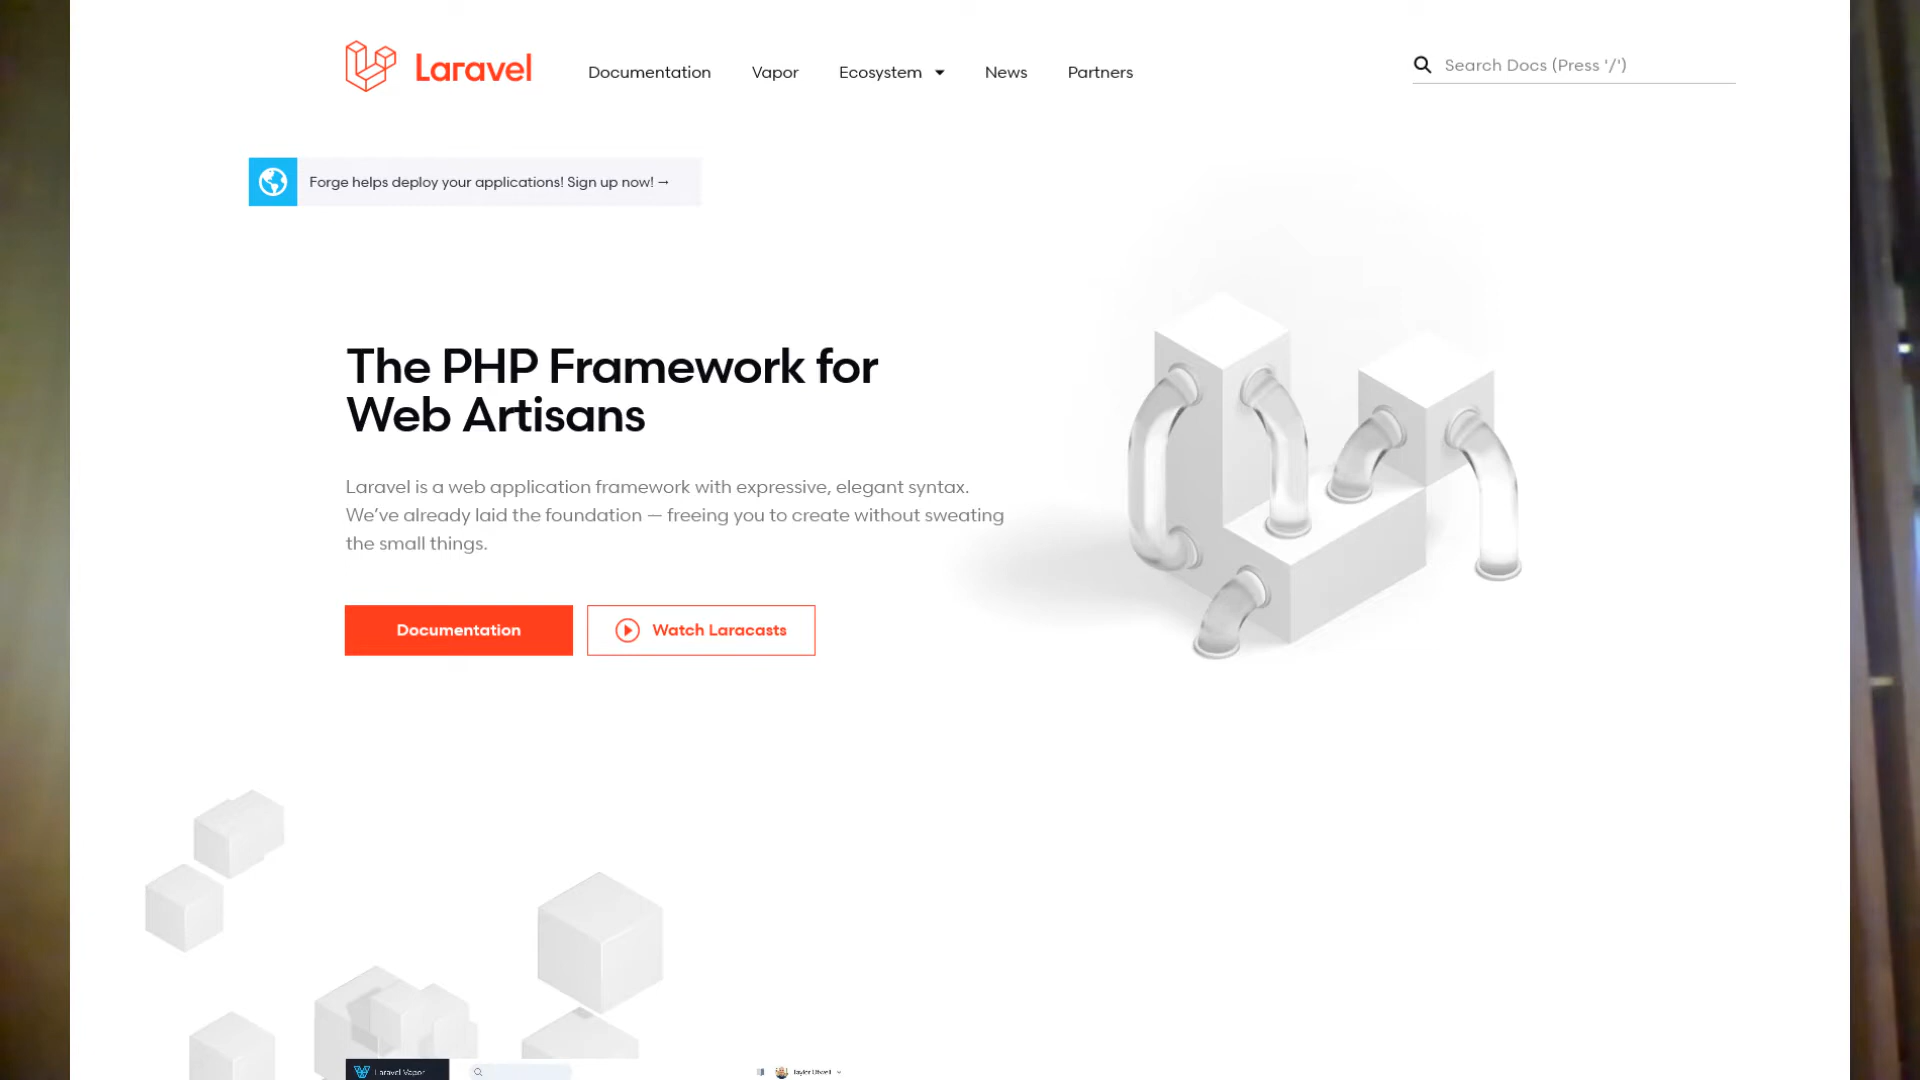 Laravel
Documentation
Vapor
Ecosystem
News
Partners
Search Docs (Press '/')
Forge helps deploy your applications! Sign up now! →
The PHP Framework for
Web Artisans
Laravel is a web application framework with expressive, elegant syntax.
We’ve already laid the foundation — freeing you to create without sweating
the small things.
Documentation
Watch Laracasts
Laravel Vapor